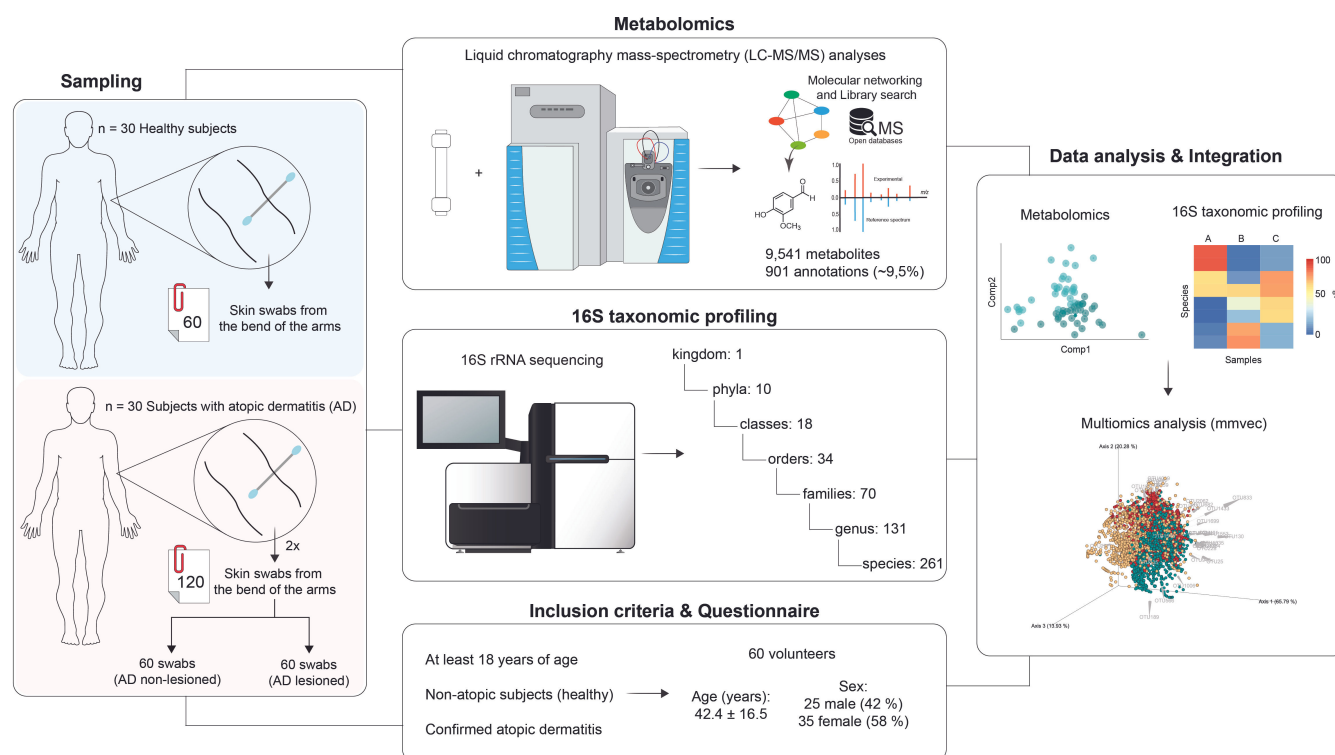 Metabolomics
Liquid chromatography mass-spectrometry (LC-MS/MS) analyses
Molecular networking
and Library search
MS
Open databases
+
1.0
Experimental
0.0
m/z
Reference spectrum
1.0
O
H
HO
OCH3
9,541 metabolites
901 annotations (~9,5%)
Sampling
n = 30 Healthy subjects
60
Skin swabs from
the bend of the arms
n = 30 Subjects with atopic dermatitis (AD)
2x
120
Skin swabs from
the bend of the arms
60 swabs
(AD non-lesioned)
60 swabs
(AD lesioned)
16S taxonomic profiling
16S rRNA sequencing
kingdom: 1
phyla: 10
classes: 18
orders: 34
families: 70
genus: 131
species: 261
Inclusion criteria & Questionnaire
At least 18 years of age
Non-atopic subjects (healthy)
Confirmed atopic dermatitis
60 volunteers
Age (years):
42.4 ± 16.5
Sex:
25 male (42 %)
35 female (58 %)
Data analysis & Integration
Metabolomics
Comp2
Comp1
16S taxonomic profiling
A B C
Species
Samples
100
50
%
0
Multiomics analysis (mmvec)
Axis 2 (20.28 %)
Axis 1 (65.79 %)
Axis 3 (13.93 %)